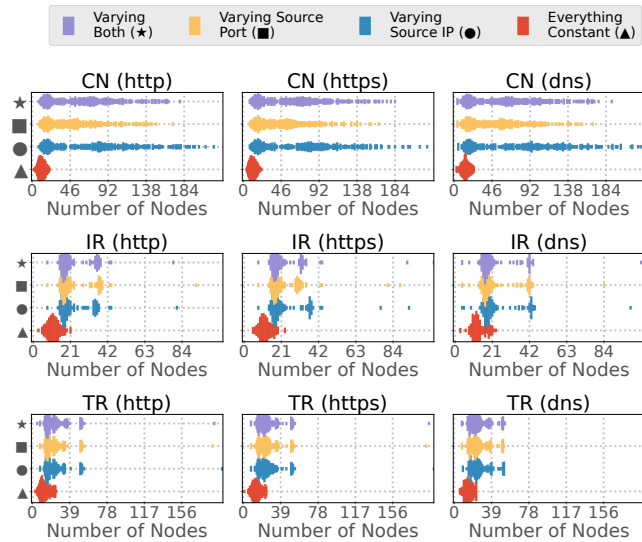 Varying Both (★)
Varying Source Port (■)
Varying Source IP (●)
Everything Constant (▲)
CN (http) CN (https) CN (dns)
★
■
●
▲
0 46 92 138 184 0 46 92 138 184 0 46 92 138 184
Number of Nodes Number of Nodes Number of Nodes
IR (http) IR (https) IR (dns)
★
■
●
▲
0 21 42 63 84 0 21 42 63 84 0 21 42 63 84
Number of Nodes Number of Nodes Number of Nodes
TR (http) TR (https) TR (dns)
★
■
●
▲
0 39 78 117 156 0 39 78 117 156 0 39 78 117 156
Number of Nodes Number of Nodes Number of Nodes